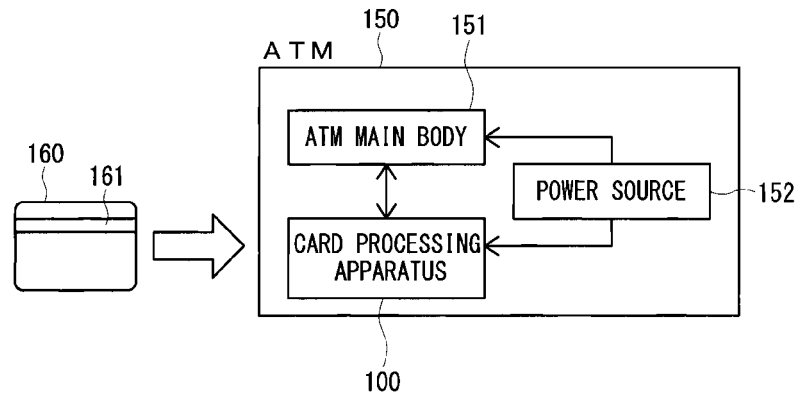 150
151
ATM
ATM MAIN BODY
160
161
POWER SOURCE
152
CARD PROCESSING
APPARATUS
100